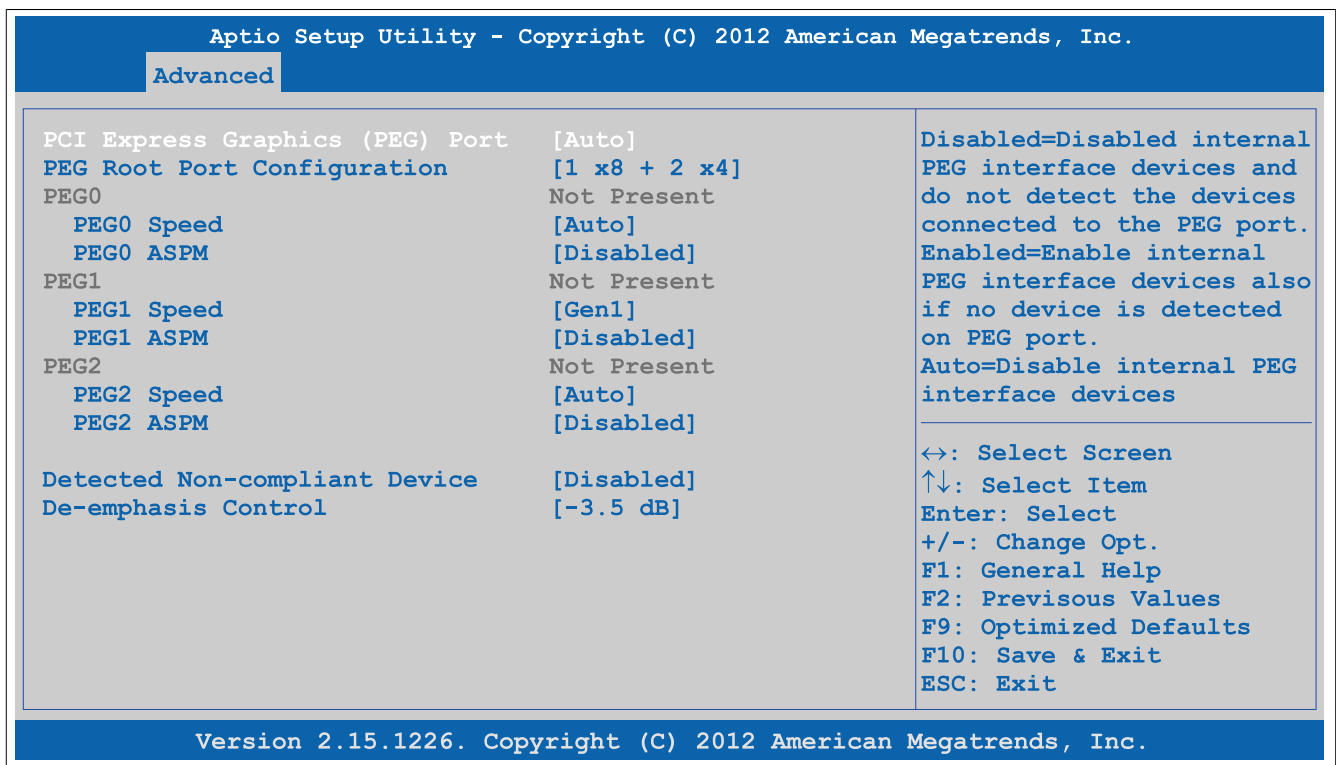 Aptio Setup Utility - Copyright (C) 2012 American Megatrends, Inc.
Advanced
PCI Express Graphics (PEG) Port [Auto]
PEG Root Port Configuration [1 x8 + 2 x4]
PEG0 Not Present
PEG0 Speed [Auto]
PEG0 ASPM [Disabled]
PEG1 Not Present
PEG1 Speed [Gen1]
PEG1 ASPM [Disabled]
PEG2 Not Present
PEG2 Speed [Auto]
PEG2 ASPM [Disabled]
Detected Non-compliant Device [Disabled]
De-emphasis Control [-3.5 dB]
Disabled=Disabled internal
PEG interface devices and
do not detect the devices
connected to the PEG port.
Enabled=Enable internal
PEG interface devices also
if no device is detected
on PEG port.
Auto=Disable internal PEG
interface devices
↔: Select Screen
↑↓: Select Item
Enter: Select
+/-: Change Opt.
F1: General Help
F2: Previsous Values
F9: Optimized Defaults
F10: Save & Exit
ESC: Exit
Version 2.15.1226. Copyright (C) 2012 American Megatrends, Inc.